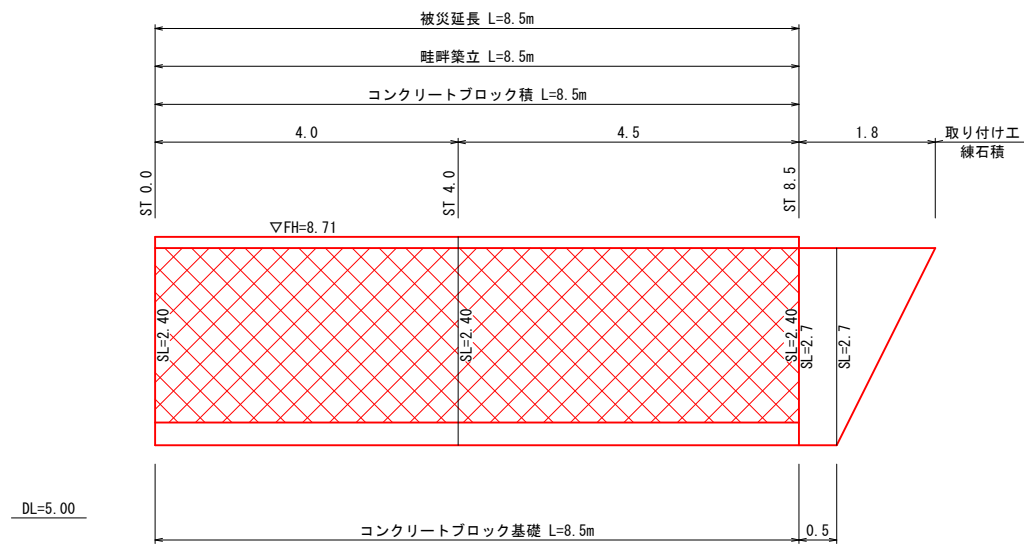 被災延長 L=8.5m
畦畔築立 L=8.5m
コンクリートブロック積 L=8.5m
4.0
4.5
1.8
取り付け工
練石積
ST 0.0
ST 4.0
ST 8.5
▽FH=8.71
SL=2.40
SL=2.40
SL=2.40
SL=2.7
SL=2.7
DL=5.00
コンクリートブロック基礎 L=8.5m
0.5